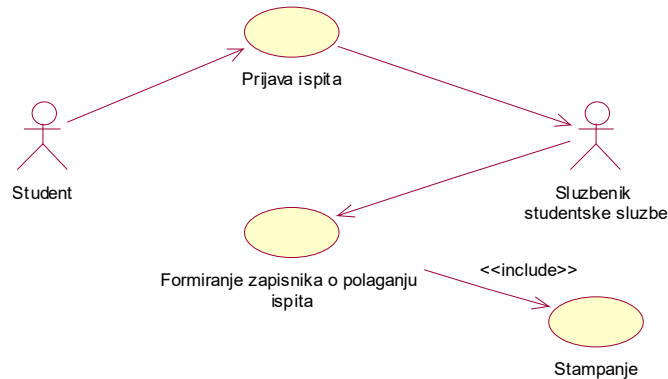 Prijava ispita
Student
Sluzbenik
studentske sluzbe
Formiranje zapisnika o polaganju
ispita
<<include>>
Stampanje